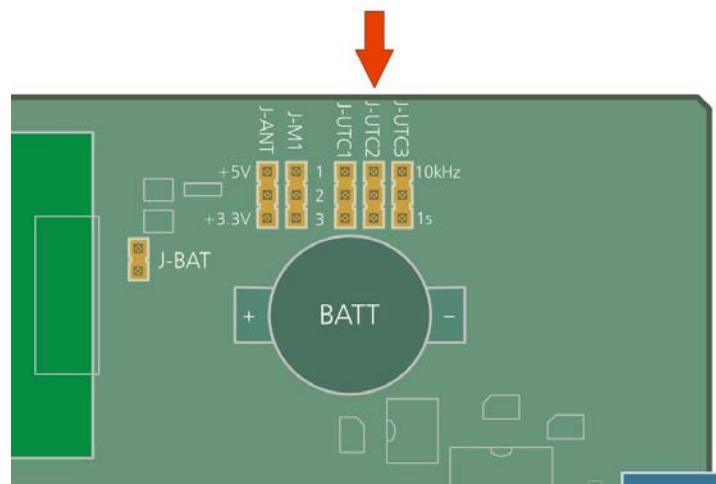 J-ANT
J-M1
J-UTC1
J-UTC2
J-UTC3
+5V
1
10kHz
2
+3.3V
3
1s
J-BAT
+
BATT
−